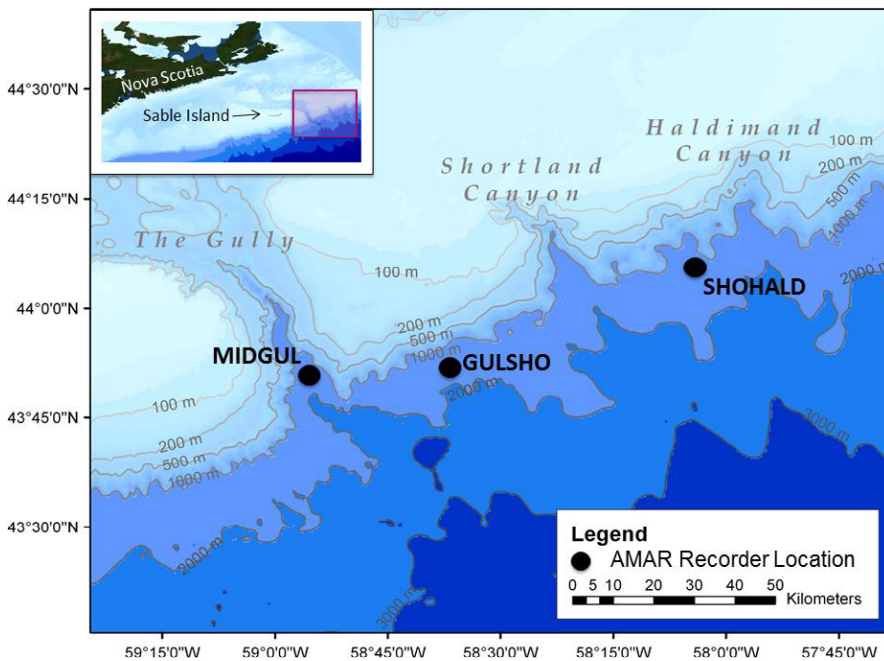 Nova Scotia
Sable Island
44°30'0"N
44°15'0"N
44°0'0"N
43°45'0"N
43°30'0"N
Haldimand
Canyon
Shortland
Canyon
The Gully
100 m
200 m
500 m
1000 m
2000 m
100 m
200 m
500 m
1000 m
2000 m
SHOHALD
MIDGUL
GULSHO
100 m
200 m
500 m
1000 m
2000 m
3000 m
3000 m
Legend
AMAR Recorder Location
0 5 10 20 30 40 50
Kilometers
59°15'0"W 59°0'0"W 58°45'0"W 58°30'0"W 58°15'0"W 58°0'0"W 57°45'0"W